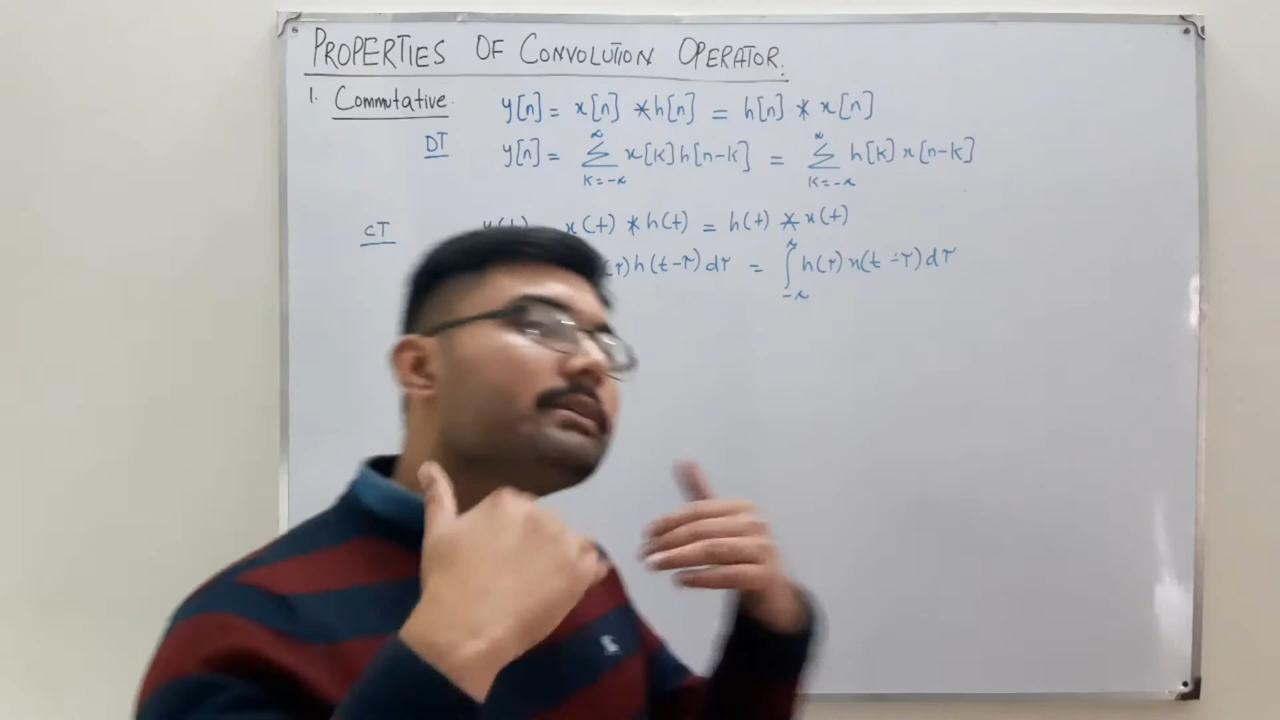 PROPERTIES OF CONVOLUTION OPERATOR.
1. Commutative.
y[n] = x[n] * h[n] = h[n] * x[n]
DT y[n] = ∞ Σ k=-∞ x[k]h[n-k] = ∞ Σ k=-∞ h[k]x[n-k]
CT x(t) * h(t) = h(t) * x(t)
(τ)h(t-τ)dτ = ∞ ∫ -∞ h(τ)x(t-τ)dτ